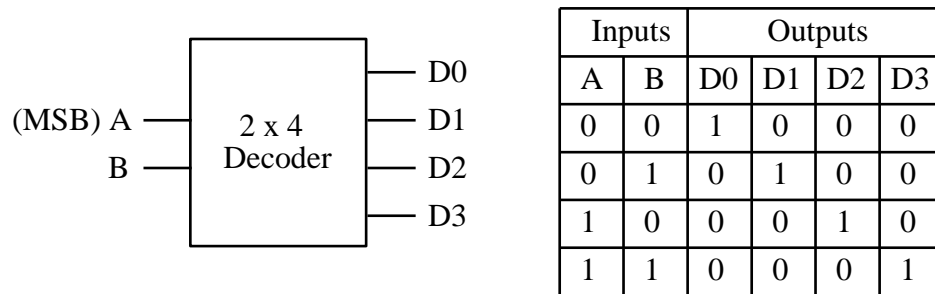 (MSB) A
B
2 x 4
Decoder
D0
D1
D2
D3
Inputs Outputs
A B D0 D1 D2 D3
0 0 1 0 0 0
0 1 0 1 0 0
1 0 0 0 1 0
1 1 0 0 0 1